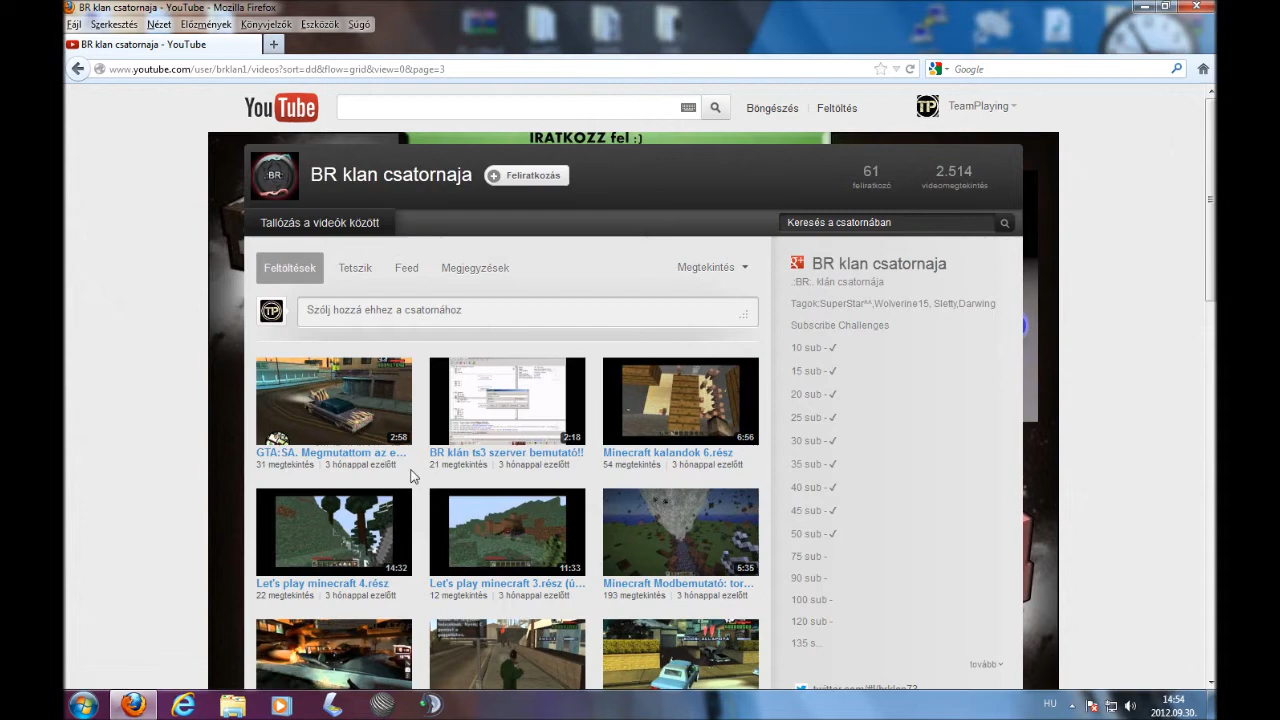 BR klan csatornaja - YouTube - Mozilla Firefox
Fájl Szerkesztés Nézet Előzmények Könyvjelzők Eszközök Súgó
BR klan csatornaja - YouTube
www.youtube.com/user/brklan1/videos?sort=dd&flow=grid&view=0&page=3
Google
YouTube
Böngészés
Feltöltés
TP
TeamPlaying
IRATKOZZ fel :)
BR
BR klan csatornaja
Feliratkozás
61
feliratkozó
2.514
videomegtekintés
Tallózás a videók között
Keresés a csatornában
Feltöltések
Tetszik
Feed
Megjegyzések
Megtekintés
TP
Szólj hozzá ehhez a csatornához
2:58
GTA:SA. Megmutattom az e...
31 megtekintés | 3 hónappal ezelőtt
2:18
BR klán ts3 szerver bemutató!!
21 megtekintés | 3 hónappal ezelőtt
6:56
Minecraft kalandok 6.rész
54 megtekintés | 3 hónappal ezelőtt
14:32
Let's play minecraft 4.rész
22 megtekintés | 3 hónappal ezelőtt
11:33
Let's play minecraft 3.rész (ú...
12 megtekintés | 3 hónappal ezelőtt
5:35
Minecraft Modbemutató: tor...
193 megtekintés | 3 hónappal ezelőtt
BR klan csatornaja
.:BR:. klán csatornája
Tagok:SuperStar^^,Wolverine15, Sletty,Darwing
Subscribe Challenges
10 sub -✓
15 sub -✓
20 sub -✓
25 sub -✓
30 sub -✓
35 sub -✓
40 sub -✓
45 sub -✓
50 sub -✓
75 sub -
90 sub -
100 sub -
120 sub -
135 s...
tovább
twitter.com/#!/brklan73
HU
14:54
2012.09.30.